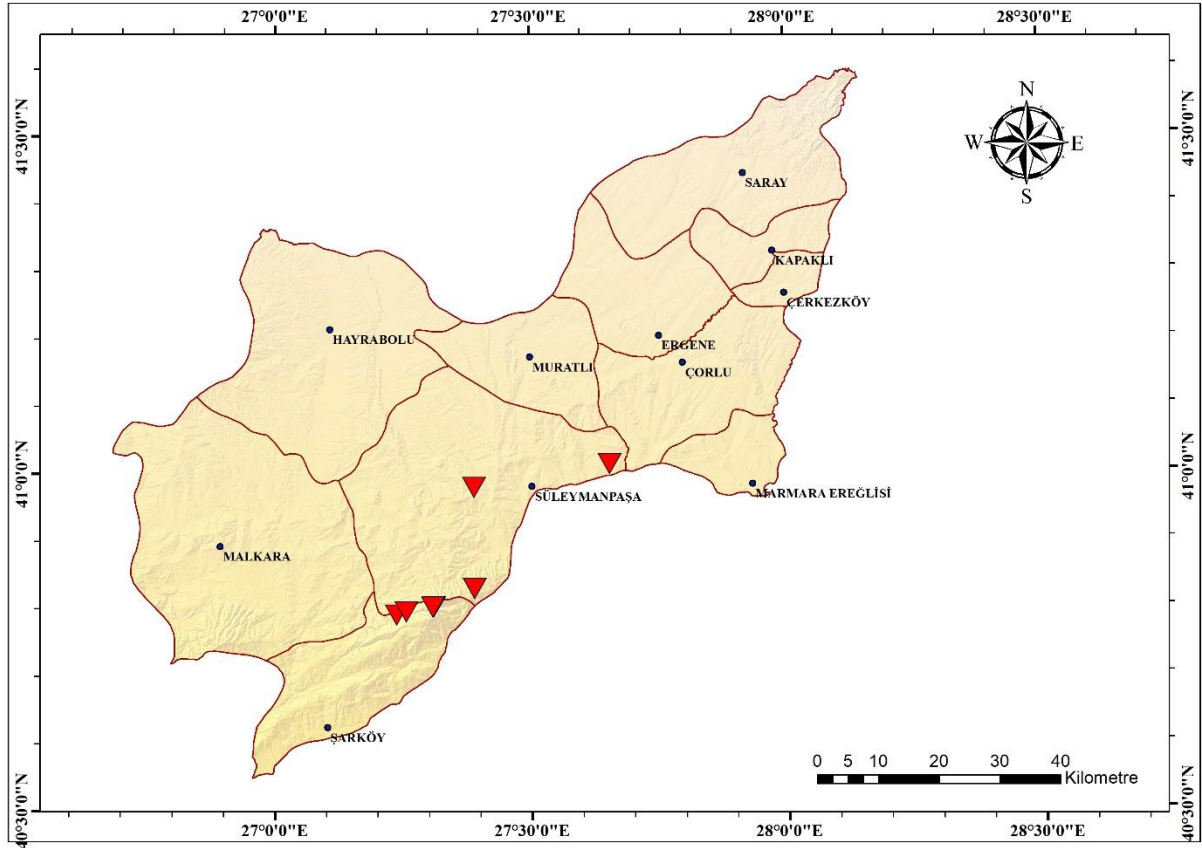 27°0'0"E 27°30'0"E 28°0'0"E 28°30'0"E
41°30'0"N 41°30'0"N
N
W E
S
SARAY
KAPAKLI
ÇERKEZKÖY
HAYRABOLU
ERGENE
MURATLI
ÇORLU
41°0'0"N 41°0'0"N
SÜLEYMANPAŞA
MARMARA EREĞLİSİ
MALKARA
ŞARKÖY
0 5 10 20 30 40
Kilometre
40°30'0"N 40°30'0"N
27°0'0"E 27°30'0"E 28°0'0"E 28°30'0"E